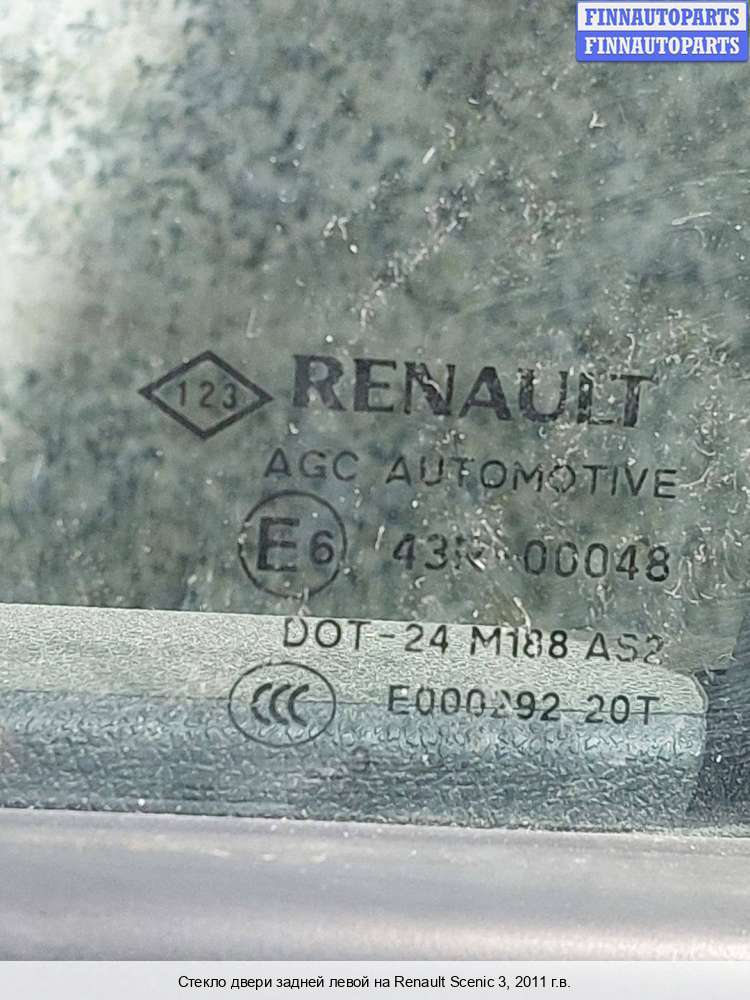 FINNAUTOPARTS
FINNAUTOPARTS
123 RENAULT
AGC AUTOMOTIVE
E6 43R-00048
DOT-24 M188 AS2
CCC E000292 20T
Стекло двери задней левой на Renault Scenic 3, 2011 г.в.